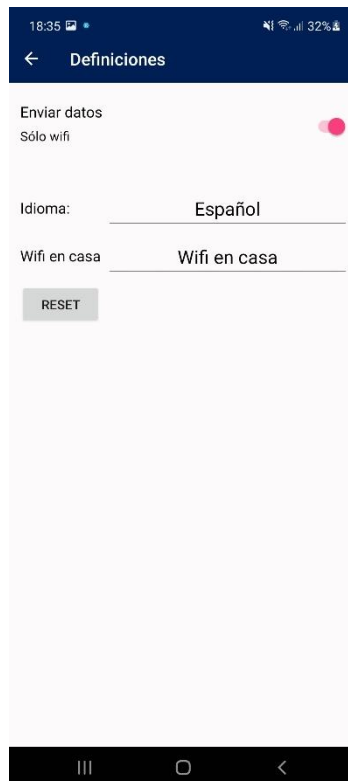 18:35 32%
Definiciones
Enviar datos
Sólo wifi
Idioma: Español
Wifi en casa Wifi en casa
RESET